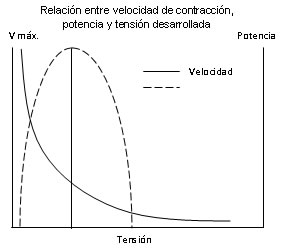 Relación entre velocidad de contracción,
potencia y tensión desarrollada
V máx.
Potencia
Velocidad
Tensión